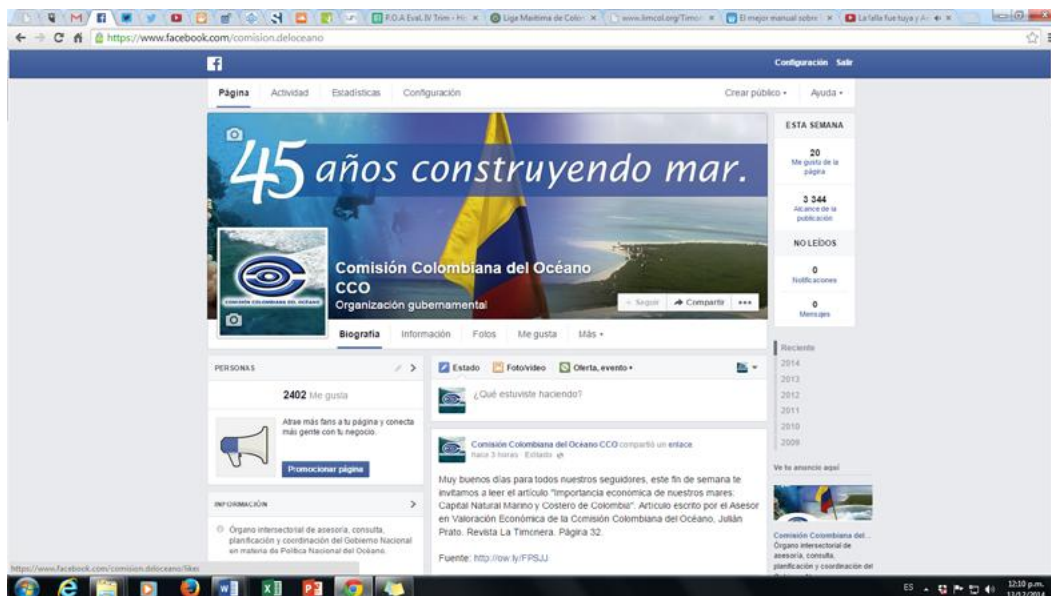 P.O.A Eval. IV Trim - Hi
Liga Maritima de Colom
www.limcol.org/Timon
El mejor manual sobre
La falla fue tuya y A
https://www.facebook.com/comision.deloceano
Configuración Salir
Página Actividad Estadísticas Configuración Crear público Ayuda
45 años construyendo mar.
COMISIÓN COLOMBIANA DEL OCÉANO
Comisión Colombiana del Océano
CCO
Organización gubernamental
Seguir Compartir •••
Biografía Información Fotos Me gusta Más
ESTA SEMANA
20
Me gusta de la
página
3 344
Alcance de la
publicación
NO LEÍDOS
0
Notificaciones
0
Mensajes
Reciente
2014
2013
2012
2011
2010
2009
PERSONAS
2402 Me gusta
Atrae más fans a tu página y conecta
más gente con tu negocio.
Promocionar página
INFORMACIÓN
Órgano intersectorial de asesoría, consulta,
planificación y coordinación del Gobierno Nacional
en materia de Política Nacional del Océano.
Estado Foto/video Oferta, evento
¿Qué estuviste haciendo?
Comisión Colombiana del Océano CCO compartió un enlace.
hace 3 horas · Editado
Muy buenos días para todos nuestros seguidores, este fin de semana te
invitamos a leer el artículo "Importancia económica de nuestros mares:
Capital Natural Marino y Costero de Colombia". Artículo escrito por el Asesor
en Valoración Económica de la Comisión Colombiana del Océano, Julián
Prato. Revista La Timonera. Página 32.
Fuente: http://ow.ly/FPSJJ
Ve tu anuncio aquí
Comisión Colombiana del...
Órgano intersectorial de
asesoría, consulta,
planificación y coordinación del
https://www.facebook.com/comision.deloceano/likes
ES
12:10 p.m.
13/12/2014